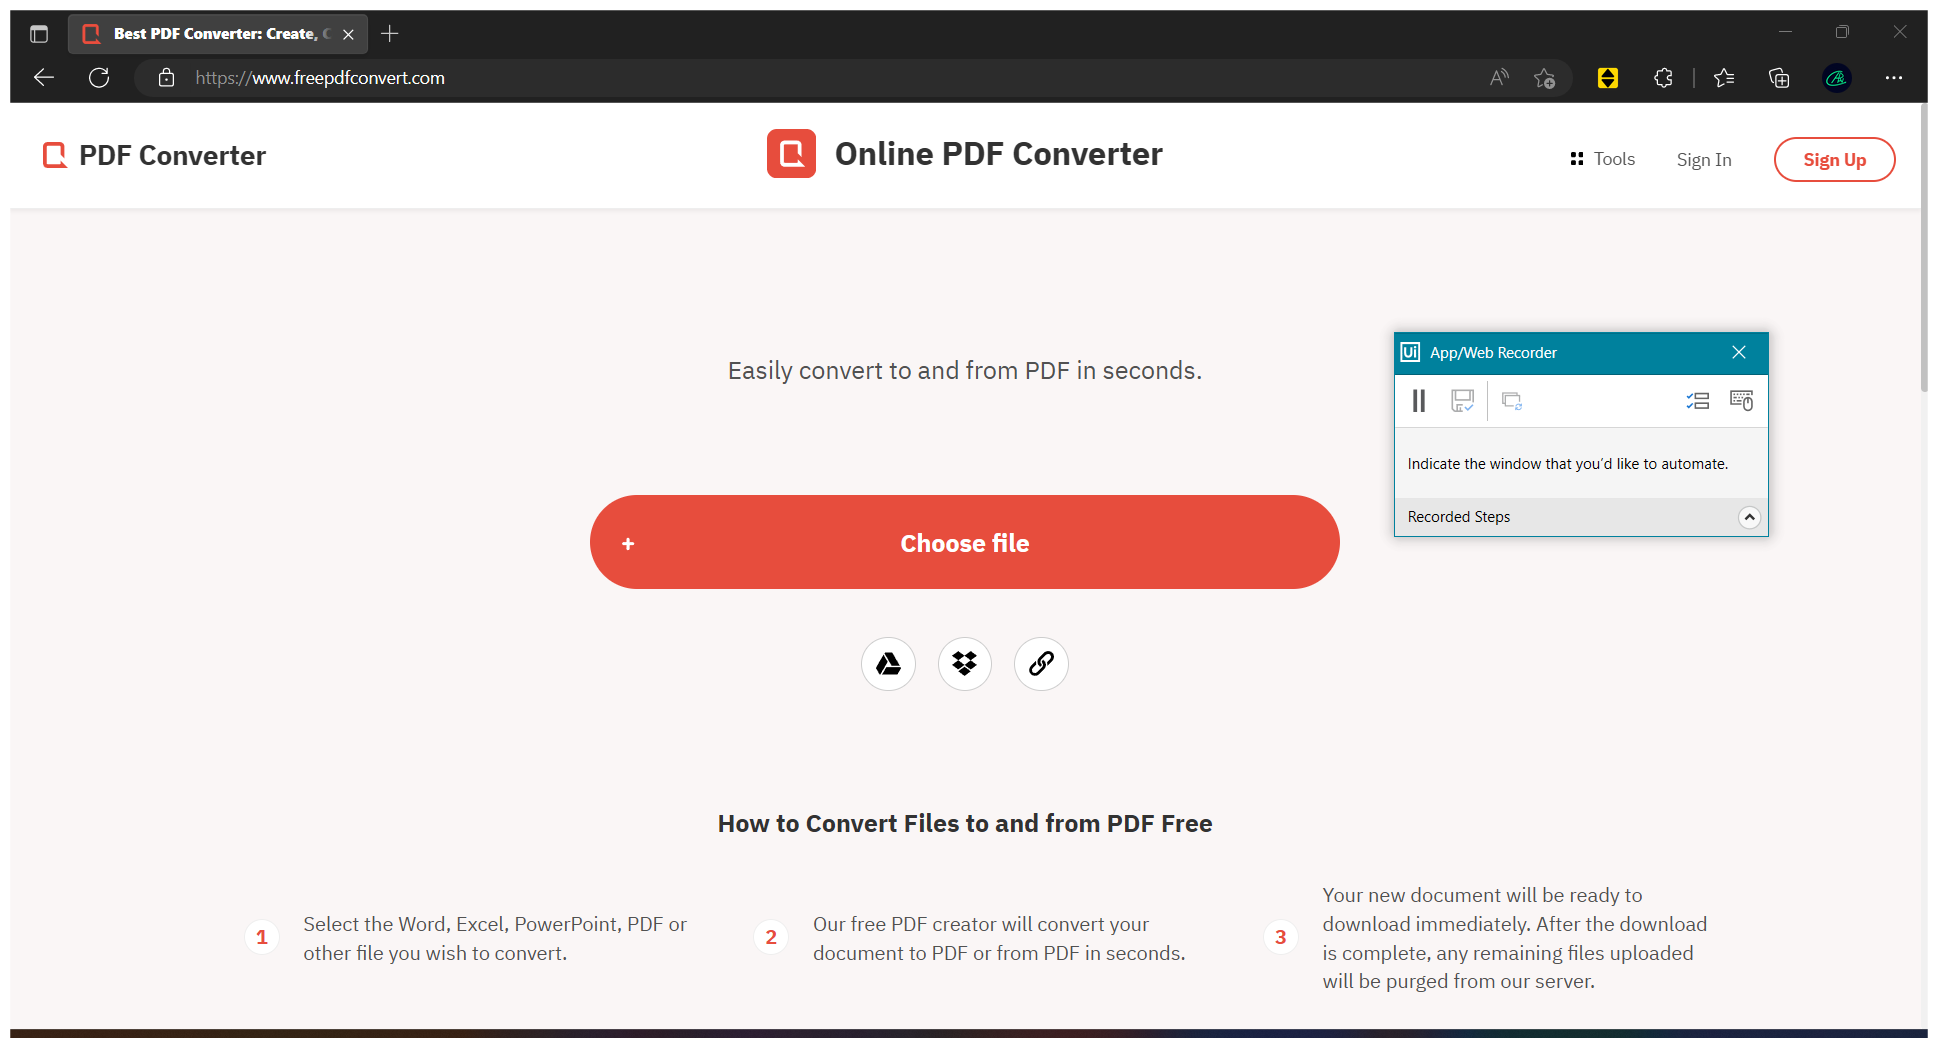 Best PDF Converter: Create, C
https://www.freepdfconvert.com
PDF Converter
Online PDF Converter
Tools
Sign In
Sign Up
Easily convert to and from PDF in seconds.
Ui App/Web Recorder
Indicate the window that you'd like to automate.
Recorded Steps
+ Choose file
How to Convert Files to and from PDF Free
1
Select the Word, Excel, PowerPoint, PDF or
other file you wish to convert.
2
Our free PDF creator will convert your
document to PDF or from PDF in seconds.
3
Your new document will be ready to
download immediately. After the download
is complete, any remaining files uploaded
will be purged from our server.